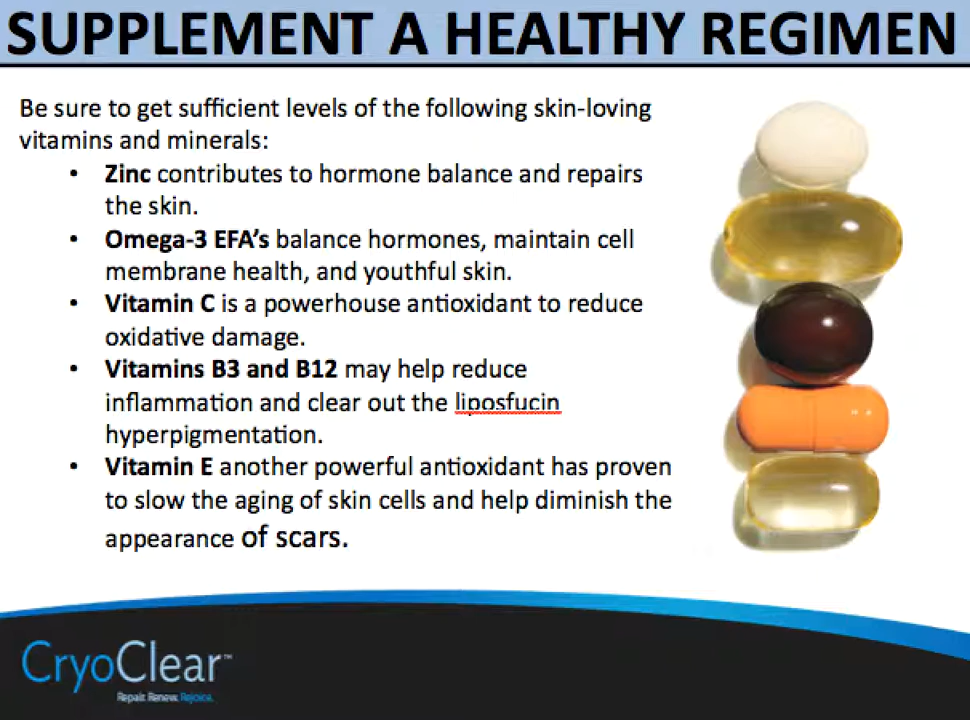 SUPPLEMENT A HEALTHY REGIMEN
Be sure to get sufficient levels of the following skin-loving
vitamins and minerals:
• Zinc contributes to hormone balance and repairs
the skin.
• Omega-3 EFA’s balance hormones, maintain cell
membrane health, and youthful skin.
• Vitamin C is a powerhouse antioxidant to reduce
oxidative damage.
• Vitamins B3 and B12 may help reduce
inflammation and clear out the liposfucin
hyperpigmentation.
• Vitamin E another powerful antioxidant has proven
to slow the aging of skin cells and help diminish the
appearance of scars.
CryoClear™
Repair. Renew. Rejoice.